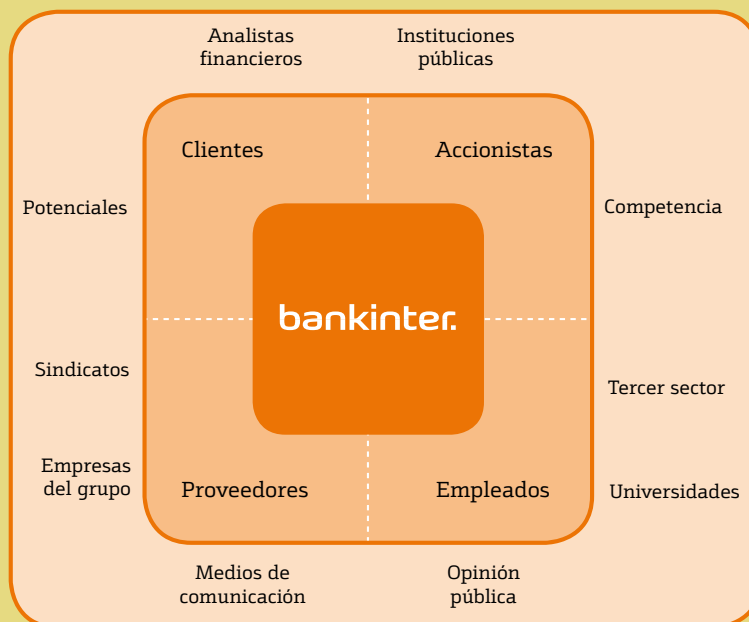 Analistas
financieros
Instituciones
públicas
Clientes
Accionistas
Potenciales
Competencia
bankinter.
Sindicatos
Tercer sector
Empresas
del grupo
Proveedores
Empleados
Universidades
Medios de
comunicación
Opinión
pública